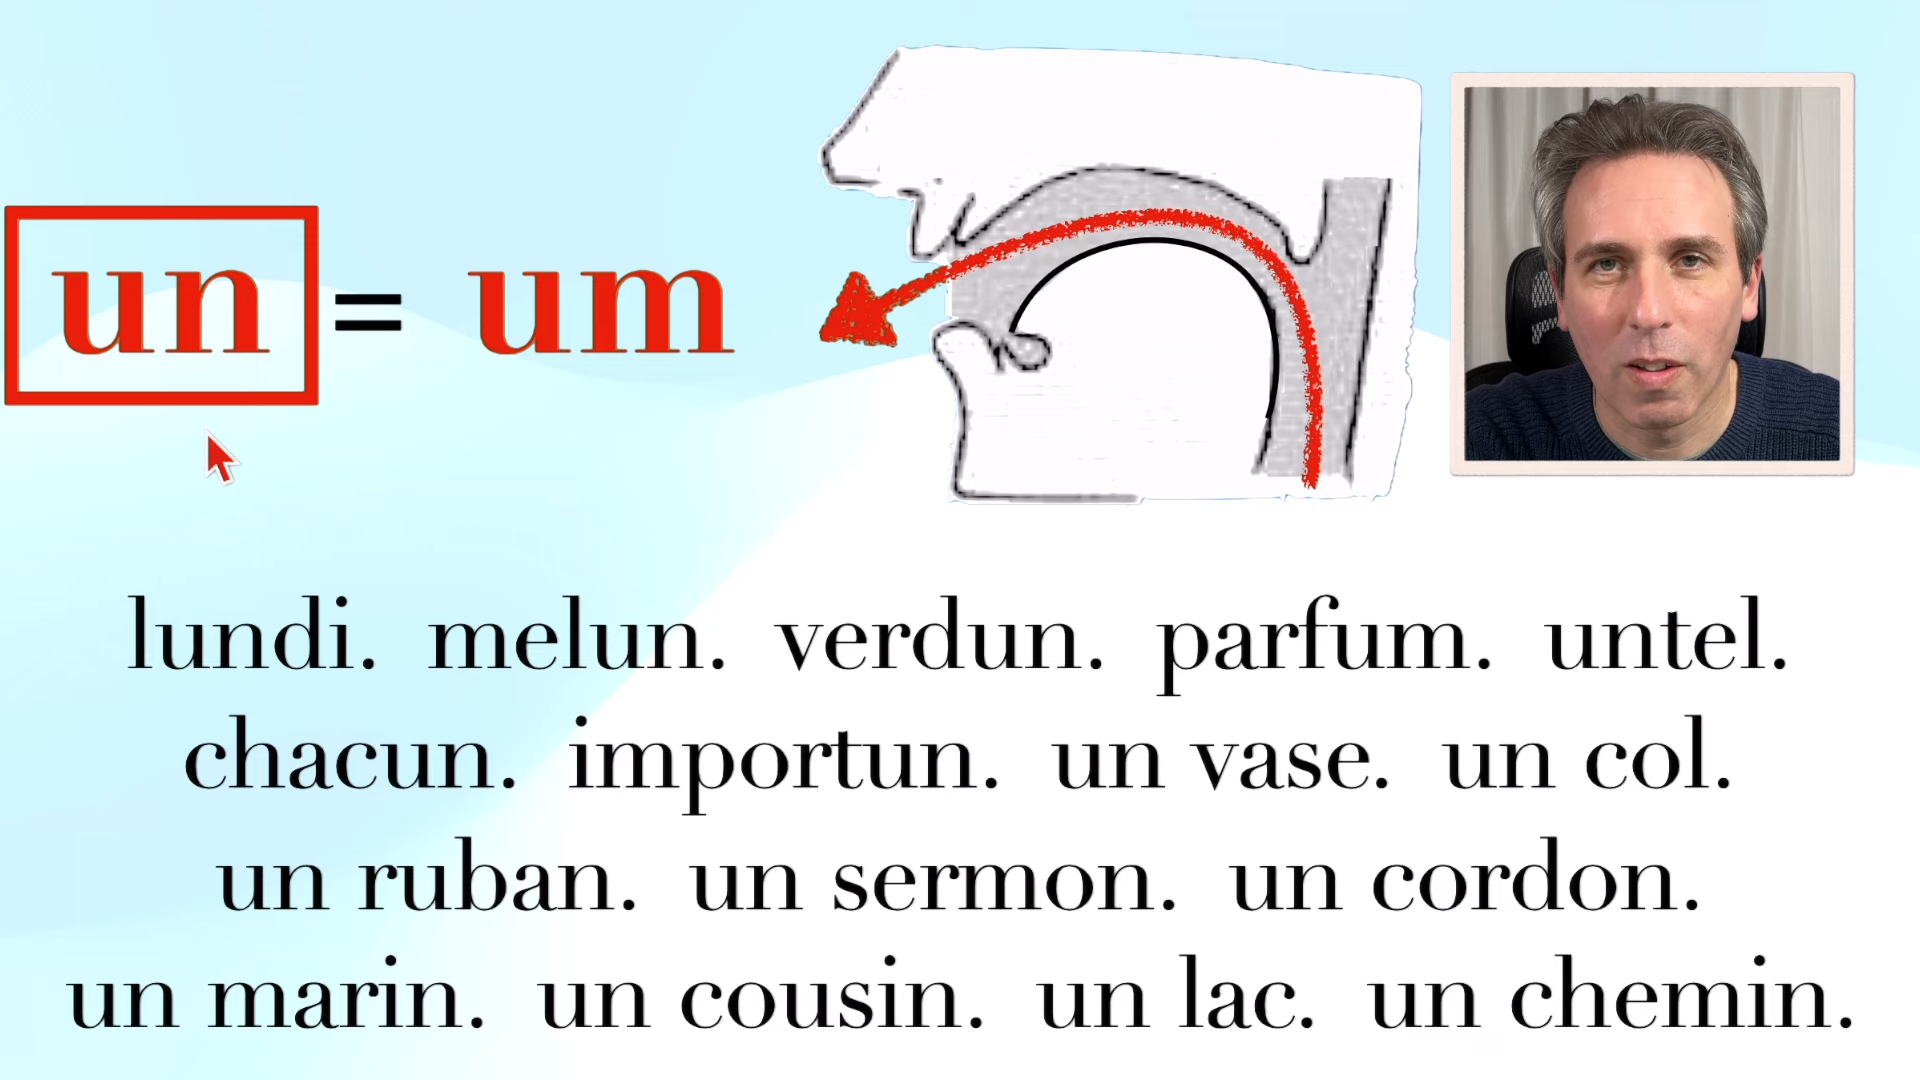 un = um
lundi. melun. verdun. parfum. untel.
chacun. importun. un vase. un col.
un ruban. un sermon. un cordon.
un marin. un cousin. un lac. un chemin.